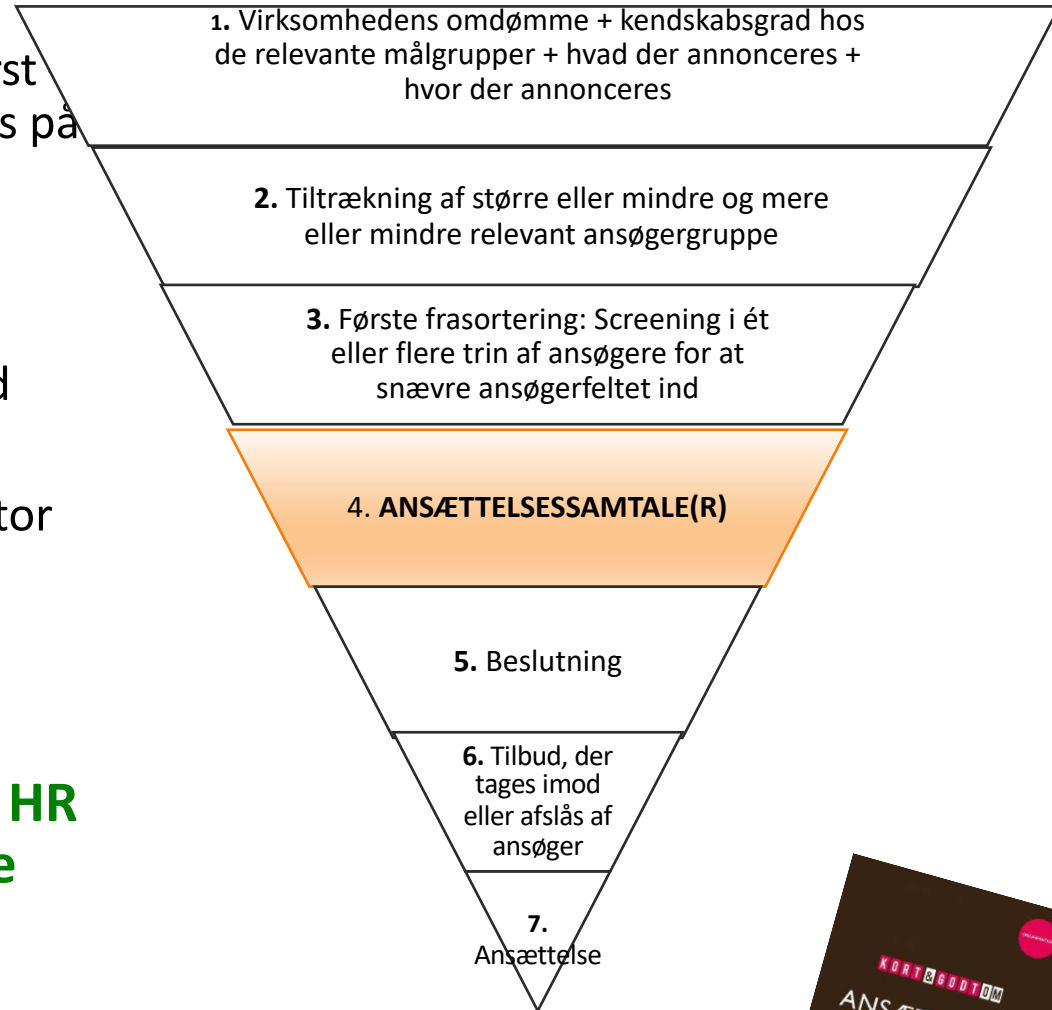 rst
s på
d
tor
HR
e
1. Virksomhedens omdømme + kendskabsgrad hos
de relevante målgrupper + hvad der annonceres +
hvor der annonceres
2. Tiltrækning af større eller mindre og mere
eller mindre relevant ansøgergruppe
3. Første frasortering: Screening i ét
eller flere trin af ansøgere for at
snævre ansøgerfeltet ind
4. ANSÆTTELSESSAMTALE(R)
5. Beslutning
6. Tilbud, der
tages imod
eller afslås af
ansøger
7.
Ansættelse
KORT&GODT OM